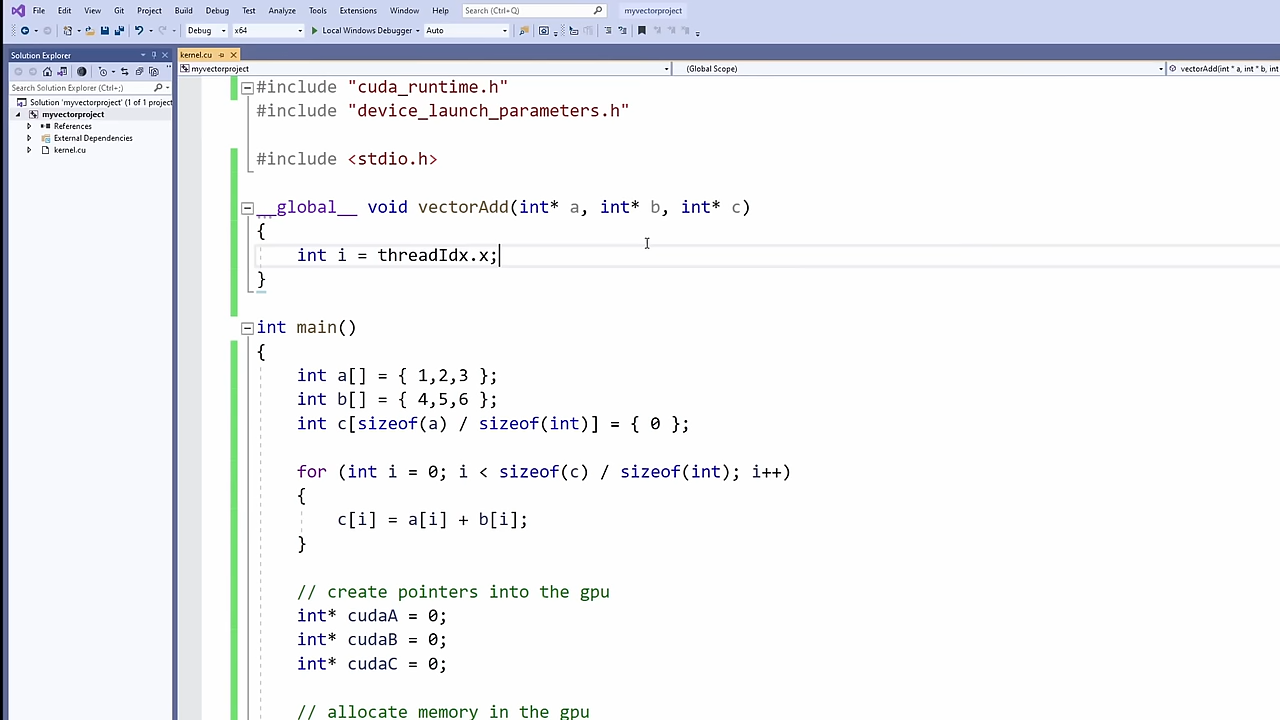 File Edit View Git Project Build Debug Test Analyze Tools Extensions Window Help Search (Ctrl+Q) myvectorproject
Debug x64 Local Windows Debugger Auto
Solution Explorer
Search Solution Explorer (Ctrl+;)
Solution 'myvectorproject' (1 of 1 project
myvectorproject
References
External Dependencies
kernel.cu
kernel.cu
myvectorproject (Global Scope) vectorAdd(int * a, int * b, int
#include "cuda_runtime.h"
#include "device_launch_parameters.h"
#include <stdio.h>
__global__ void vectorAdd(int* a, int* b, int* c)
{
int i = threadIdx.x;
}
int main()
{
int a[] = { 1,2,3 };
int b[] = { 4,5,6 };
int c[sizeof(a) / sizeof(int)] = { 0 };
for (int i = 0; i < sizeof(c) / sizeof(int); i++)
{
c[i] = a[i] + b[i];
}
// create pointers into the gpu
int* cudaA = 0;
int* cudaB = 0;
int* cudaC = 0;
// allocate memory in the gpu